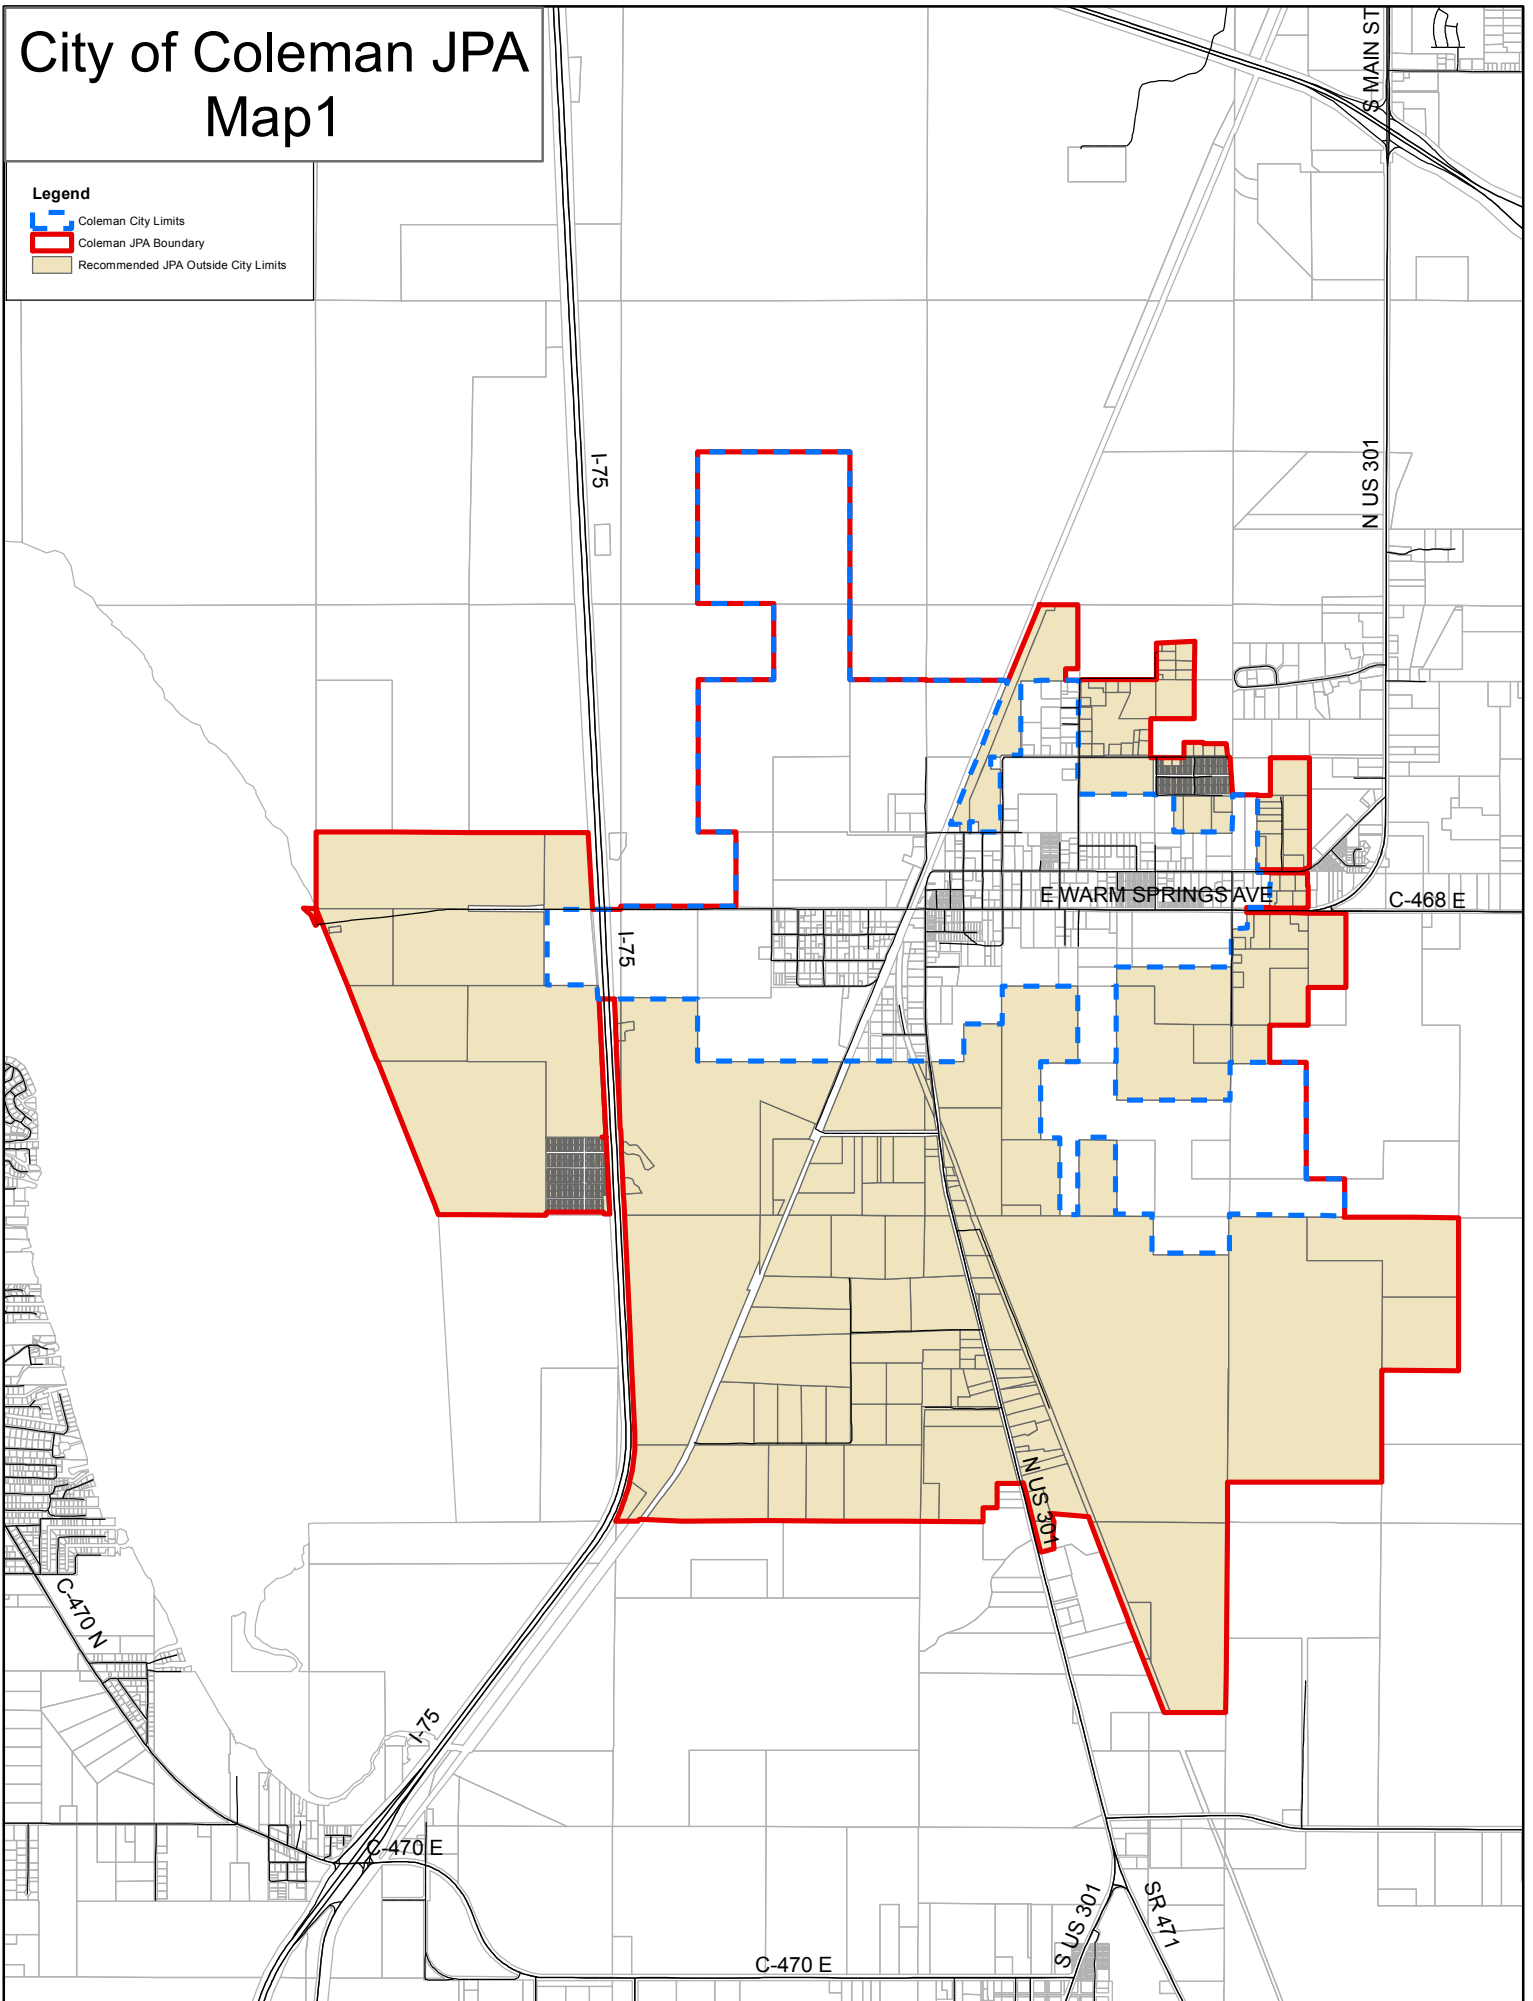 City of Coleman JPA
Map1
Legend
Coleman City Limits
Coleman JPA Boundary
Recommended JPA Outside City Limits
S MAIN ST
I-75
N US 301
E WARM SPRINGS AVE
C-468 E
I-75
N US 301
C-470 N
I-75
C-470 E
S US 301
SR 471
C-470 E